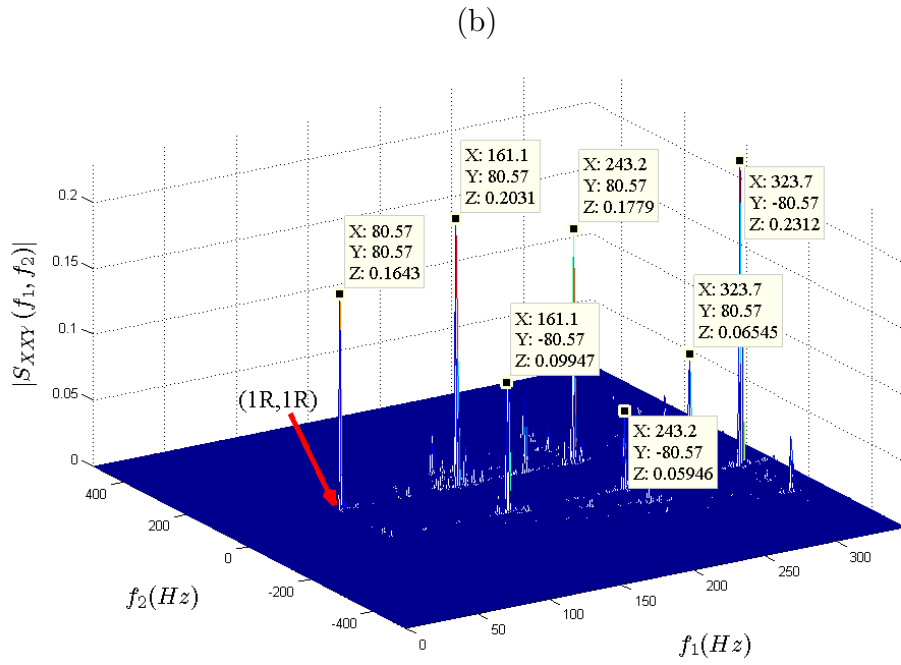 (b)
X: 161.1
Y: 80.57
Z: 0.2031
X: 243.2
Y: 80.57
Z: 0.1779
X: 323.7
Y: -80.57
Z: 0.2312
X: 80.57
Y: 80.57
Z: 0.1643
X: 161.1
Y: -80.57
Z: 0.09947
X: 323.7
Y: 80.57
Z: 0.06545
X: 243.2
Y: -80.57
Z: 0.05946
(1R,1R)
|S_{XXY}(f_1, f_2)|
0.2
0.15
0.1
0.05
0
400
200
0
-200
-400
f_2(Hz)
0
50
100
150
200
250
300
f_1(Hz)